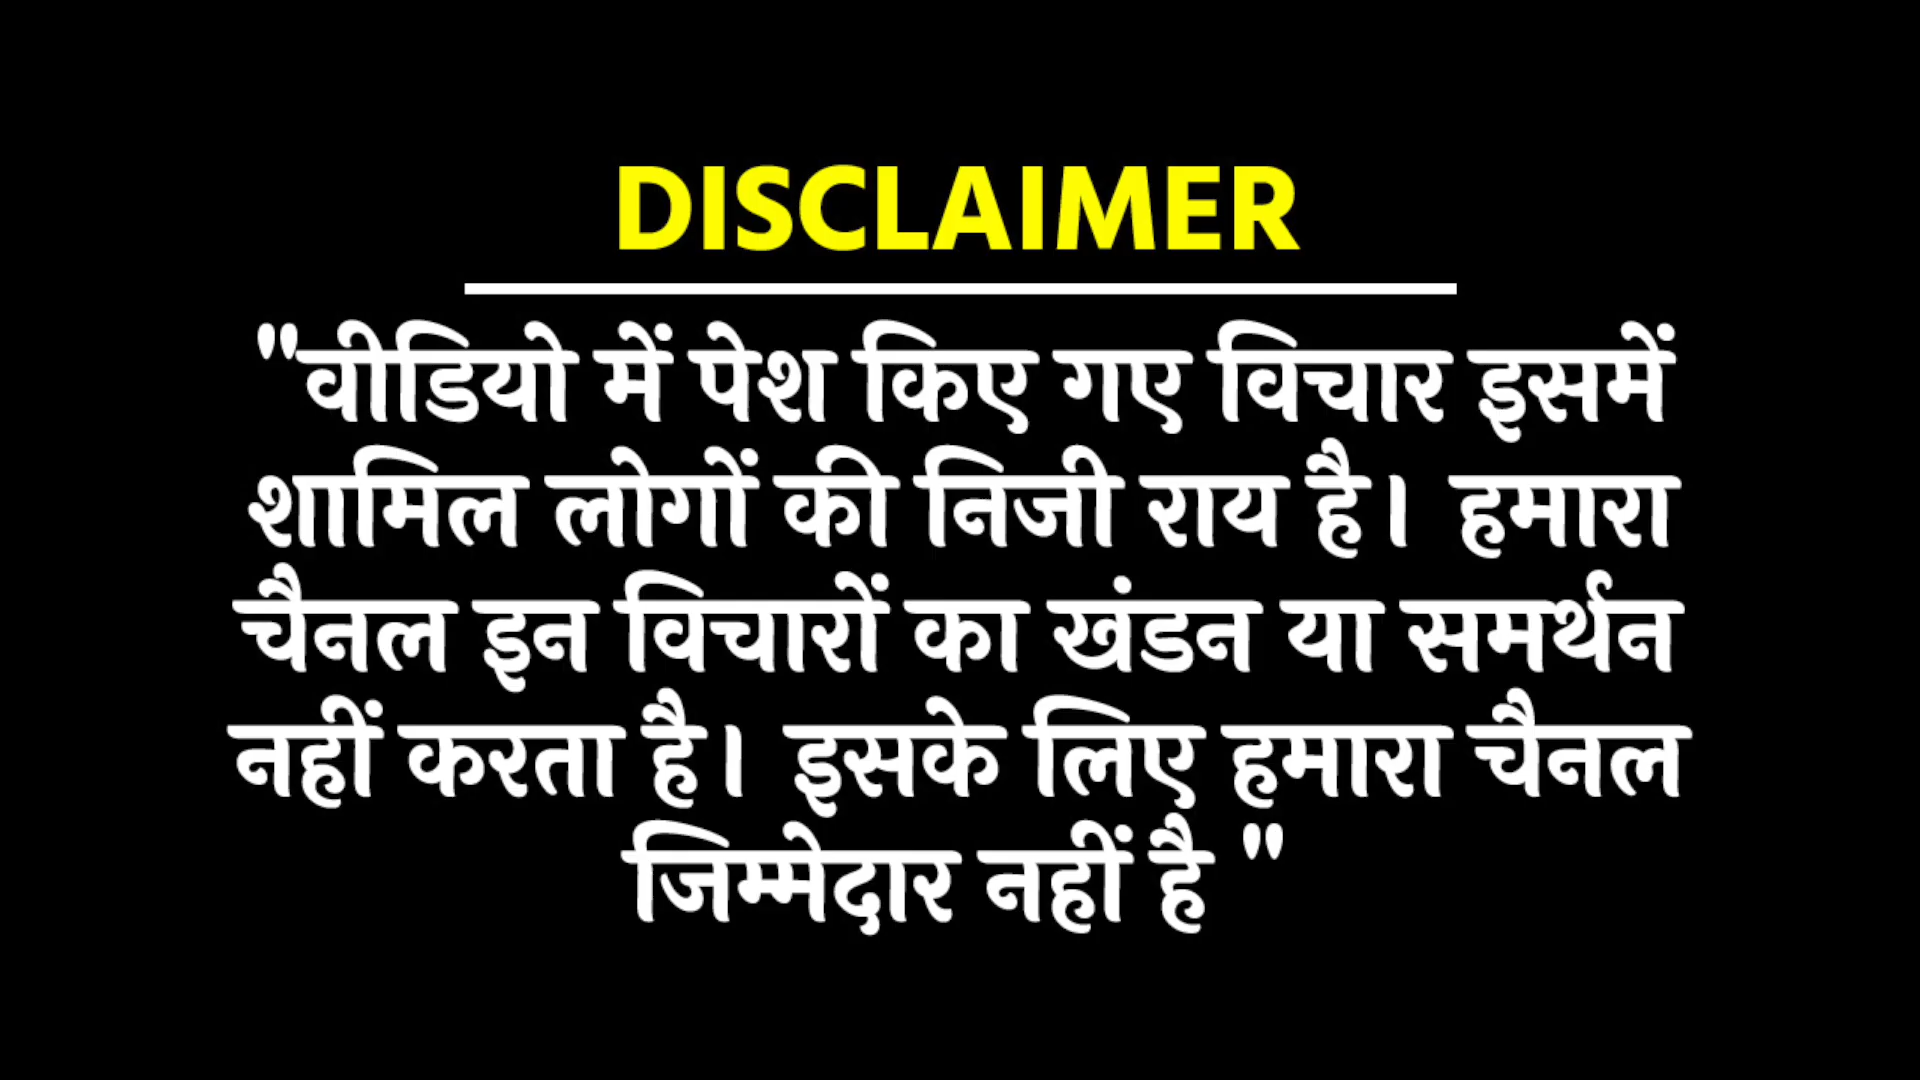 DISCLAIMER
"वीडियो में पेश किए गए विचार इसमें
शामिल लोगों की निजी राय है। हमारा
चैनल इन विचारों का खंडन या समर्थन
नहीं करता है। इसके लिए हमारा चैनल
जिम्मेदार नहीं है "